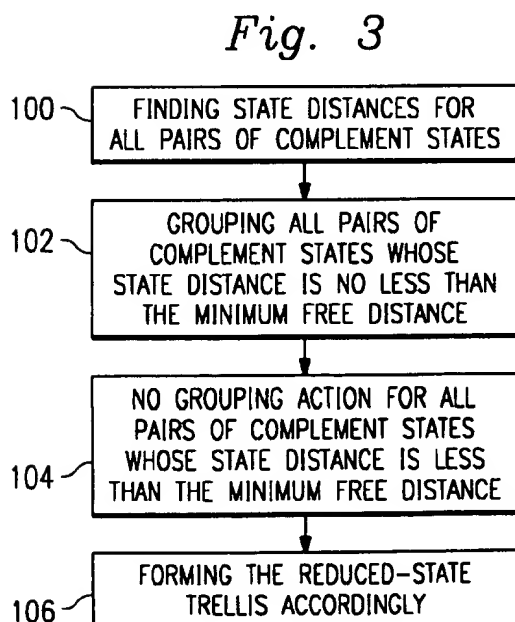 Fig. 3
100
FINDING STATE DISTANCES FOR
ALL PAIRS OF COMPLEMENT STATES
102
GROUPING ALL PAIRS OF
COMPLEMENT STATES WHOSE
STATE DISTANCE IS NO LESS THAN
THE MINIMUM FREE DISTANCE
104
NO GROUPING ACTION FOR ALL
PAIRS OF COMPLEMENT STATES
WHOSE STATE DISTANCE IS LESS
THAN THE MINIMUM FREE DISTANCE
106
FORMING THE REDUCED-STATE
TRELLIS ACCORDINGLY